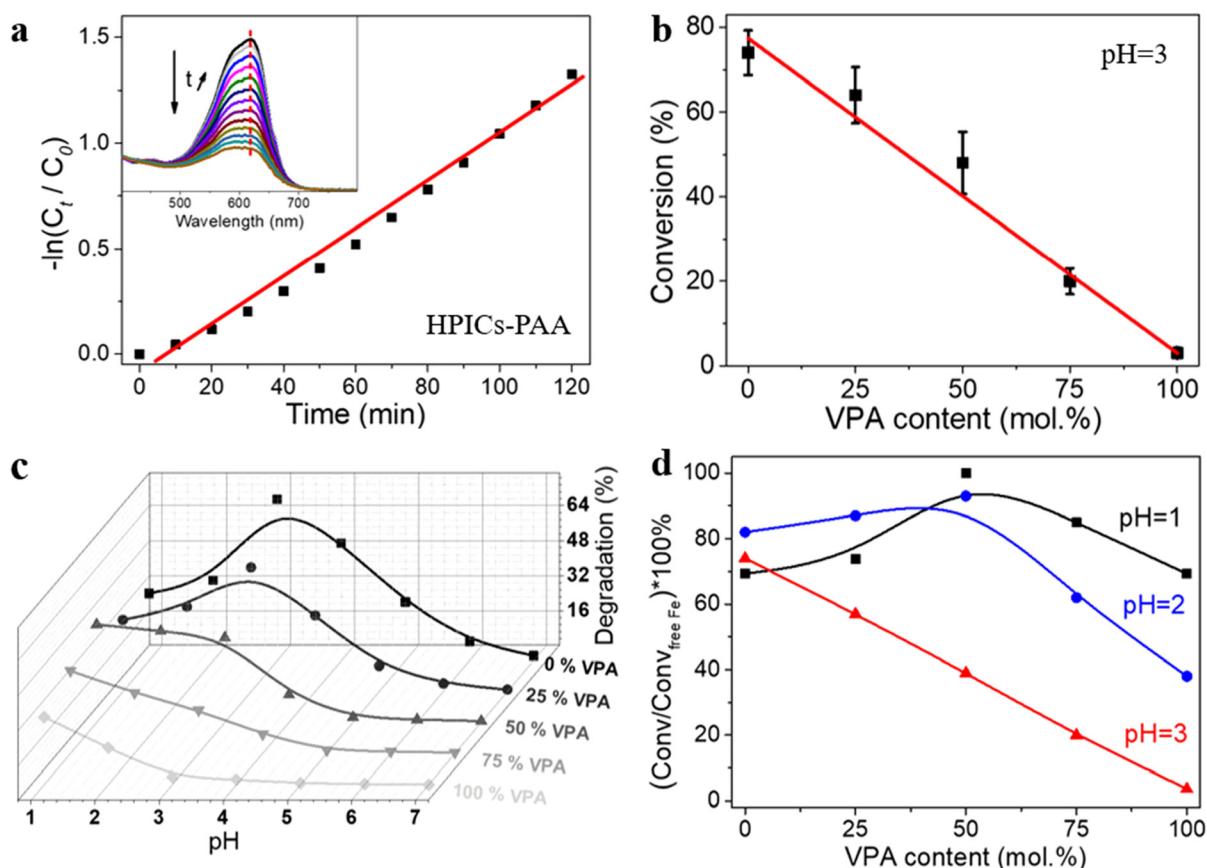 a
-ln(Ct / C0)
1.5
1.0
0.5
0.0
t
500 600 700
Wavelength (nm)
HPICs-PAA
0 20 40 60 80 100 120
Time (min)
b
Conversion (%)
80
60
40
20
0
pH=3
0 25 50 75 100
VPA content (mol.%)
c
Degradation (%)
64
48
32
16
0 % VPA
25 % VPA
50 % VPA
75 % VPA
100 % VPA
1 2 3 4 5 6 7
pH
d
(Conv/Convfree Fe)*100%
100
80
60
40
20
0
pH=1
pH=2
pH=3
0 25 50 75 100
VPA content (mol.%)